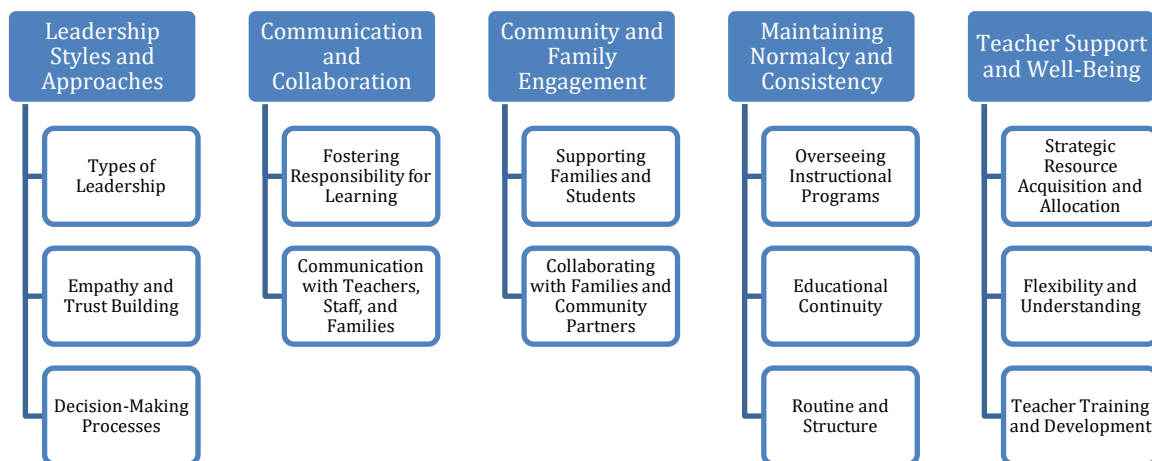 Leadership
Styles and
Approaches
Types of
Leadership
Empathy and
Trust Building
Decision-Making
Processes
Communication
and
Collaboration
Fostering
Responsibility for
Learning
Communication
with Teachers,
Staff, and
Families
Community and
Family
Engagement
Supporting
Families and
Students
Collaborating
with Families and
Community
Partners
Maintaining
Normalcy and
Consistency
Overseeing
Instructional
Programs
Educational
Continuity
Routine and
Structure
Teacher Support
and Well-Being
Strategic
Resource
Acquisition and
Allocation
Flexibility and
Understanding
Teacher Training
and Development